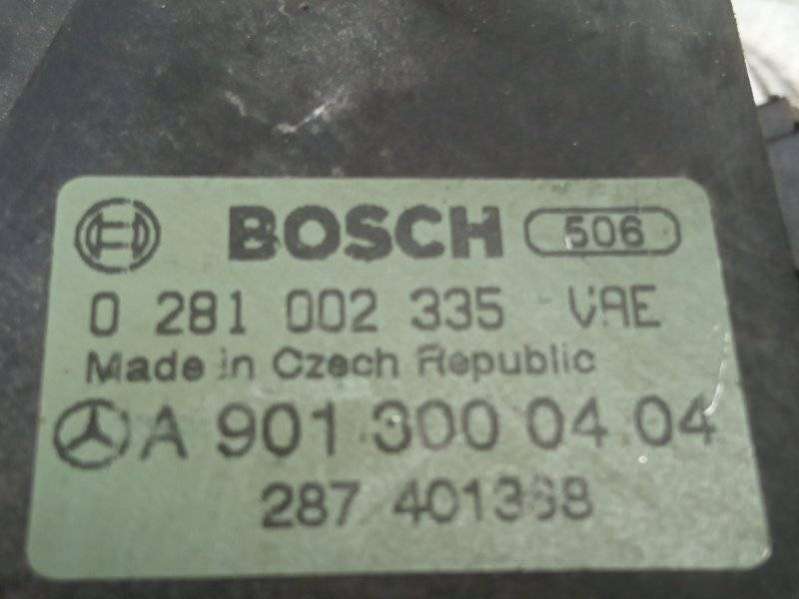 BOSCH 506
0 281 002 335 VAE
Made in Czech Republic
A 901 300 04 04
287 401368